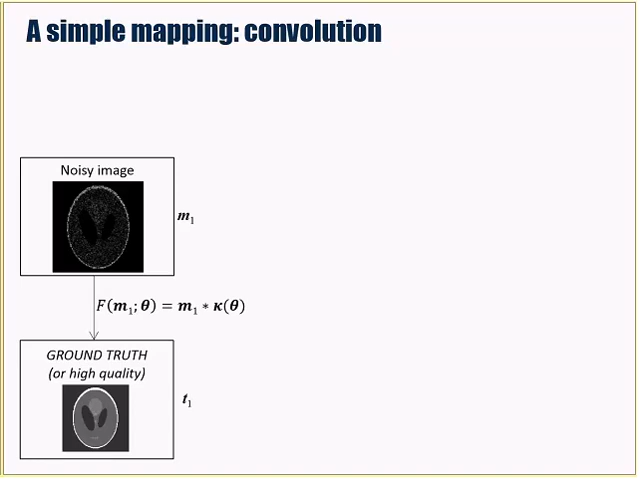 A simple mapping: convolution
Noisy image
m₁
F(m₁; θ) = m₁ ∗ κ(θ)
GROUND TRUTH
(or high quality)
t₁